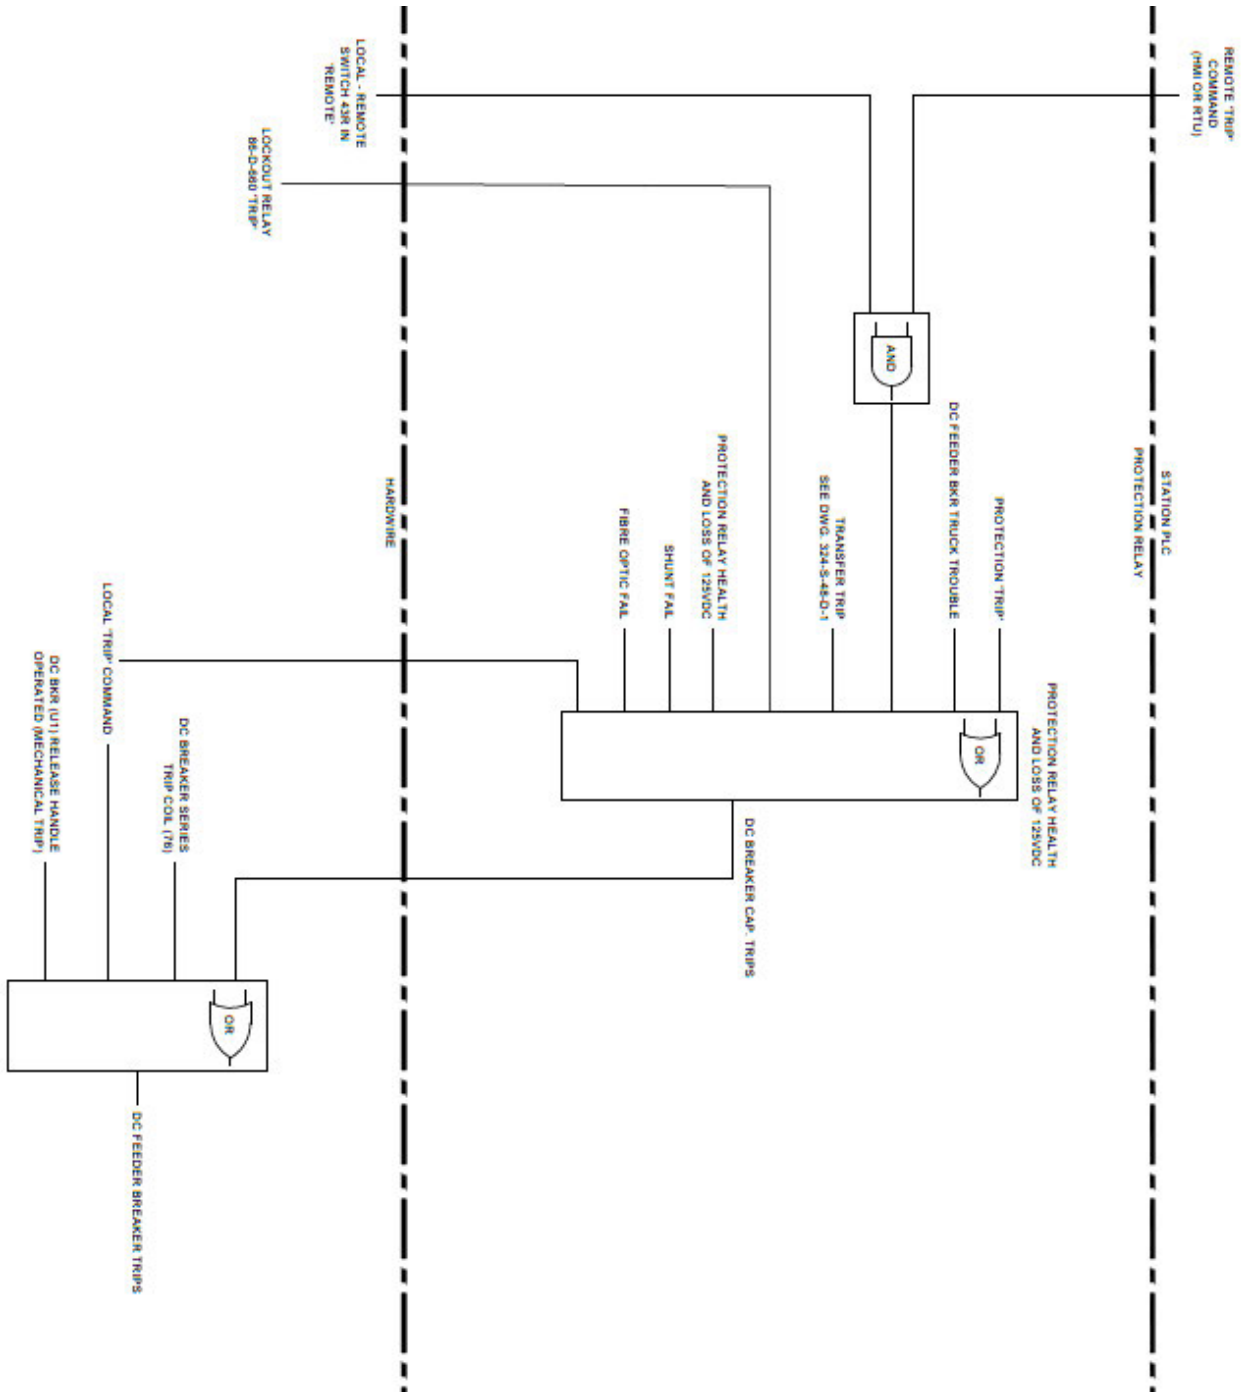 REMOTE 'TRIP'
COMMAND
(HMI OR RTU)
STATION PLC
PROTECTION RELAY
LOCAL - REMOTE
SWITCH 43R IN
'REMOTE'
LOCKOUT RELAY
'TRIP'
HARDWIRE
AND
PROTECTION 'TRIP'
DC FEEDER BKR TRUCK TROUBLE
TRANSFER TRIP
SEE DWG. 324-S-48-D-1
PROTECTION RELAY HEALTH
AND LOSS OF 125VDC
SHUNT FAIL
FIBRE OPTIC FAIL
PROTECTION RELAY HEALTH
AND LOSS OF 125VDC
OR
DC BREAKER CAP. TRIPS
LOCAL 'TRIP' COMMAND
DC BREAKER SERIES
TRIP COIL (76)
DC BKR (U1) RELEASE HANDLE
OPERATED (MECHANICAL TRIP)
OR
DC FEEDER BREAKER TRIPS